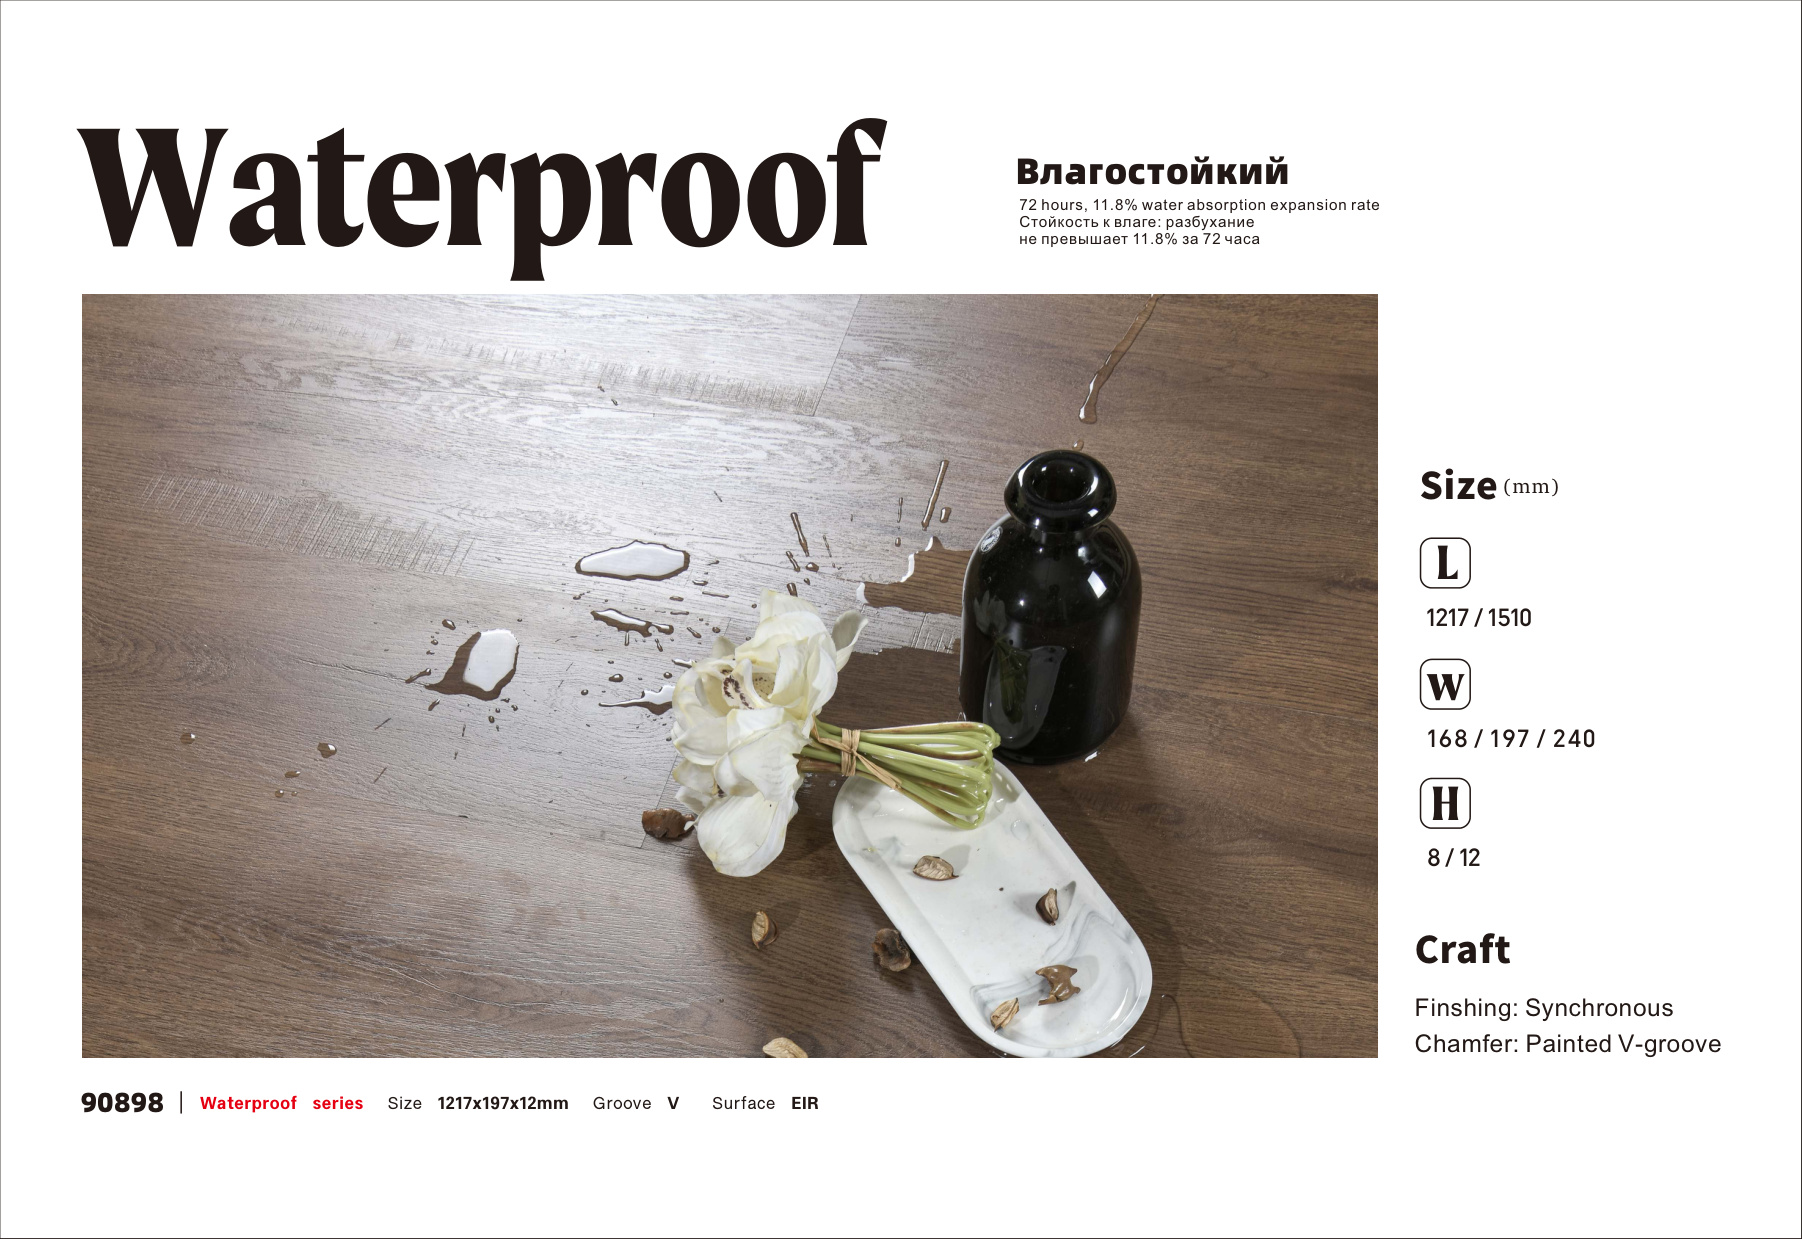 Waterproof
Влагостойкий
72 hours, 11.8% water absorption expansion rate
Стойкость к влаге: разбухание
не превышает 11.8% за 72 часа
Size (mm)
L
1217 / 1510
W
168 / 197 / 240
H
8 / 12
Craft
Finshing: Synchronous
Chamfer: Painted V-groove
90898 | Waterproof series Size 1217x197x12mm Groove V Surface EIR